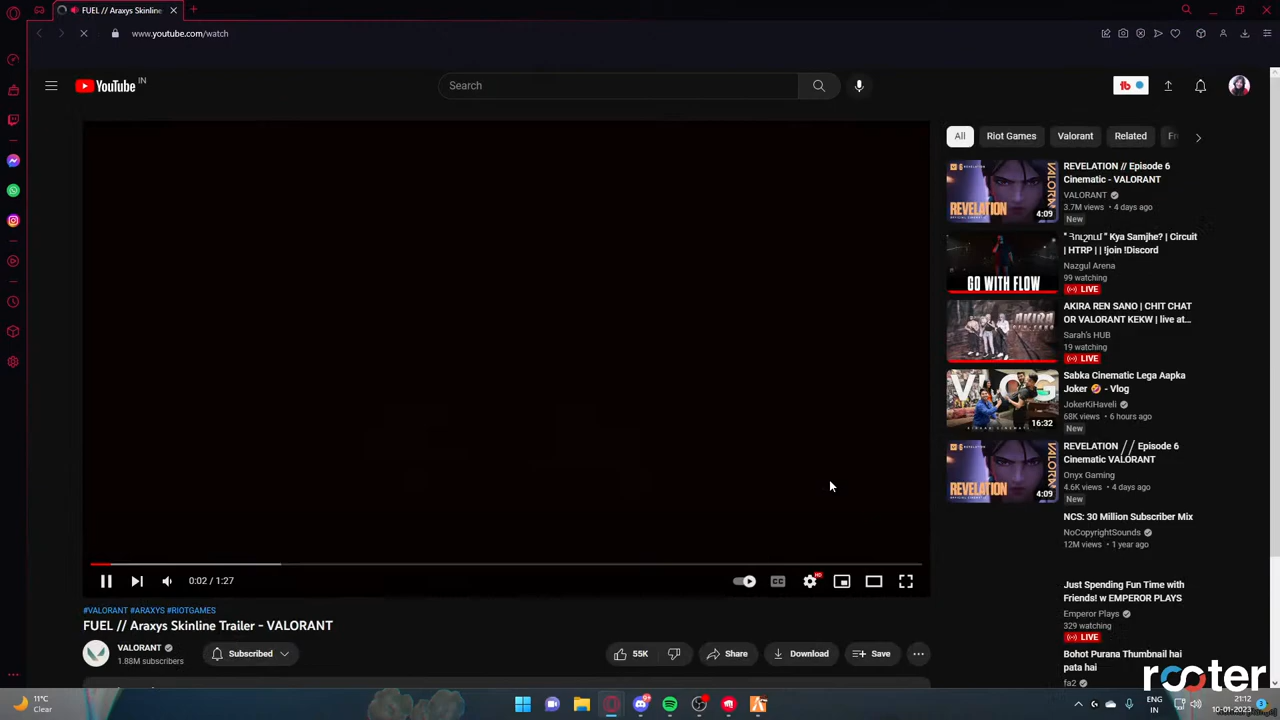 FUEL // Araxys Skinline
www.youtube.com/watch
YouTube IN
Search
All
Riot Games
Valorant
Related
REVELATION // Episode 6
Cinematic - VALORANT
VALORANT
3.7M views • 4 days ago
New
REVELATION
4:09
Kya Samjhe? | Circuit
| HTRP | | !join !Discord
Nazgul Arena
99 watching
LIVE
GO WITH FLOW
AKIRA REN SANO | CHIT CHAT
OR VALORANT KEKW | live at...
Sarah's HUB
19 watching
LIVE
Sabka Cinematic Lega Aapka
Joker 🤣 - Vlog
JokerKiHaveli
68K views • 6 hours ago
New
VLOG
16:32
REVELATION ╱╱ Episode 6
Cinematic VALORANT
Onyx Gaming
4.6K views • 4 days ago
New
REVELATION
4:09
NCS: 30 Million Subscriber Mix
NoCopyrightSounds
12M views • 1 year ago
Just Spending Fun Time with
Friends! w EMPEROR PLAYS
Emperor Plays
329 watching
LIVE
Bohot Purana Thumbnail hai
pata hai
fa2
0:02 / 1:27
HD
#VALORANT #ARAXYS #RIOTGAMES
FUEL // Araxys Skinline Trailer - VALORANT
VALORANT
1.88M subscribers
Subscribed
55K
Share
Download
Save
rooter
11°C
Clear
ENG
IN
21:12
10-01-2023